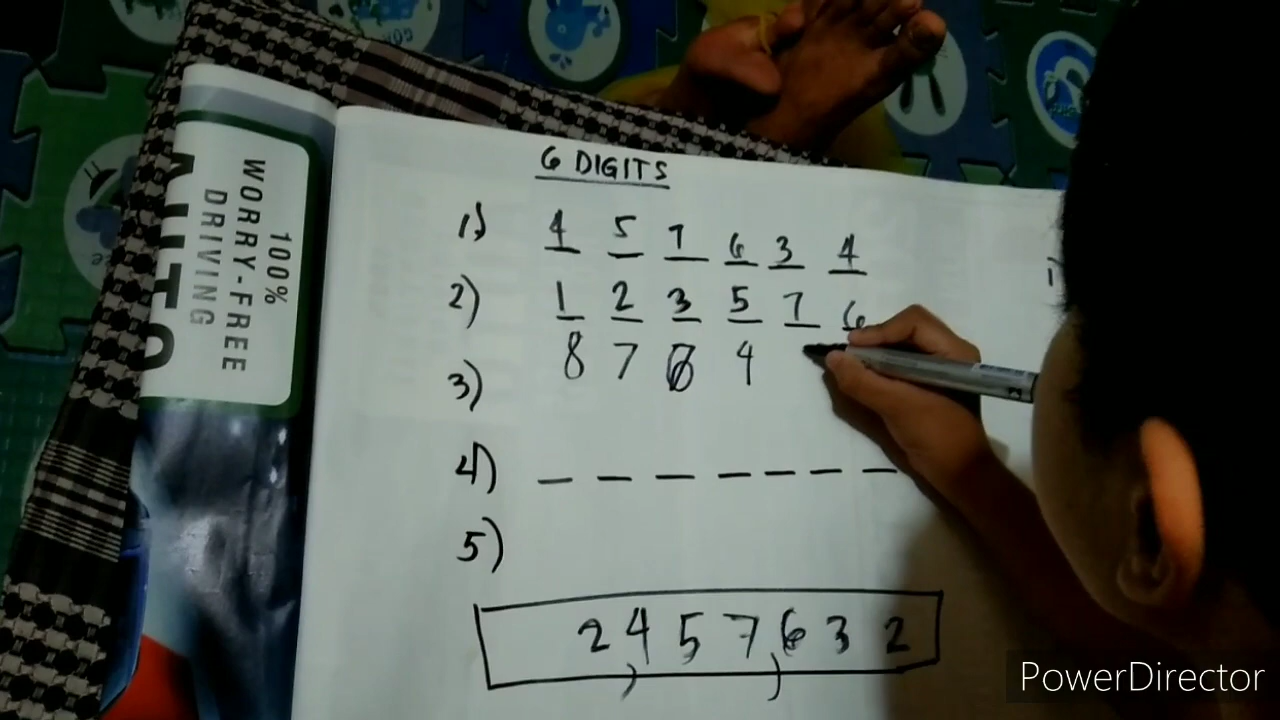 6 DIGITS
1) 4 5 7 6 3 4
2) 1 2 3 5 7 6
3) 8 7 4
4) _ _ _ _ _ _ _
5)
2,457,632
100%
WORRY-FREE
DRIVING
AUTO
PowerDirector